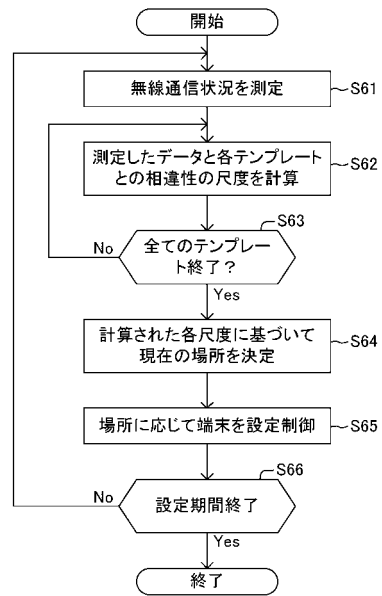 開始
無線通信状況を測定
S61
測定したデータと各テンプレート
との相違性の尺度を計算
S62
S63
全てのテンプレー
ト終了？
No
Yes
計算された各尺度に基づいて
現在の場所を決定
S64
場所に応じて端末を設定制御
S65
S66
設定期間終了
No
Yes
終了